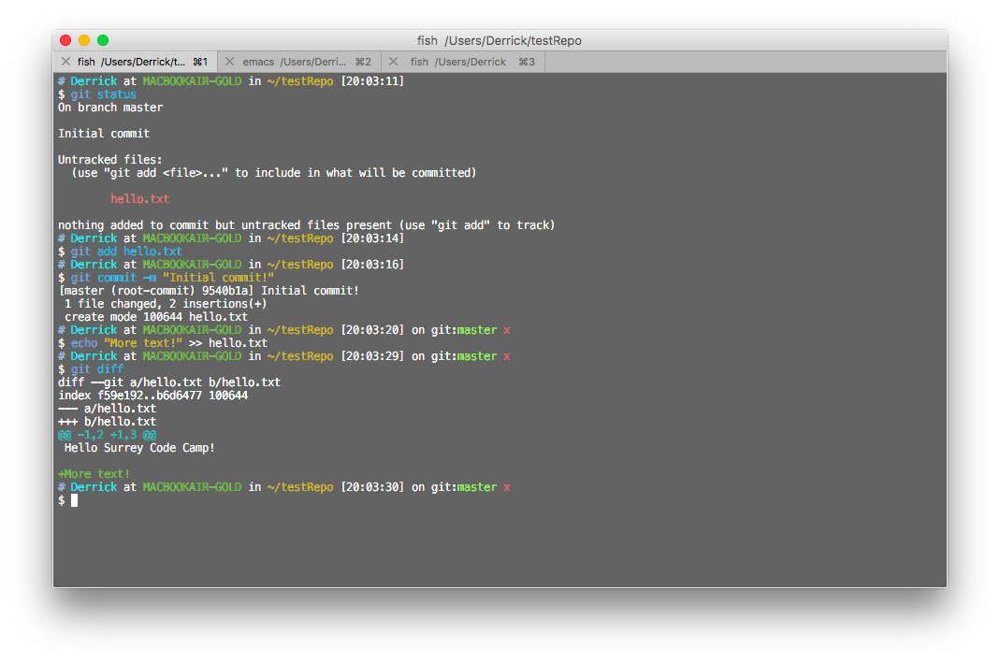 fish /Users/Derrick/testRepo
fish /Users/Derrick/t... ⌘1 emacs /Users/Derri... ⌘2 fish /Users/Derrick ⌘3
# Derrick at MACBOOKAIR-GOLD in ~/testRepo [20:03:11]
$ git status
On branch master
Initial commit
Untracked files:
(use "git add <file>..." to include in what will be committed)
hello.txt
nothing added to commit but untracked files present (use "git add" to track)
# Derrick at MACBOOKAIR-GOLD in ~/testRepo [20:03:14]
$ git add hello.txt
# Derrick at MACBOOKAIR-GOLD in ~/testRepo [20:03:16]
$ git commit -m "Initial commit!"
[master (root-commit) 9540b1a] Initial commit!
1 file changed, 2 insertions(+)
create mode 100644 hello.txt
# Derrick at MACBOOKAIR-GOLD in ~/testRepo [20:03:20] on git:master x
$ echo "More text!" >> hello.txt
# Derrick at MACBOOKAIR-GOLD in ~/testRepo [20:03:29] on git:master x
$ git diff
diff --git a/hello.txt b/hello.txt
index f59e192..b6d6477 100644
--- a/hello.txt
+++ b/hello.txt
@@ -1,2 +1,3 @@
Hello Surrey Code Camp!
+More text!
# Derrick at MACBOOKAIR-GOLD in ~/testRepo [20:03:30] on git:master x
$